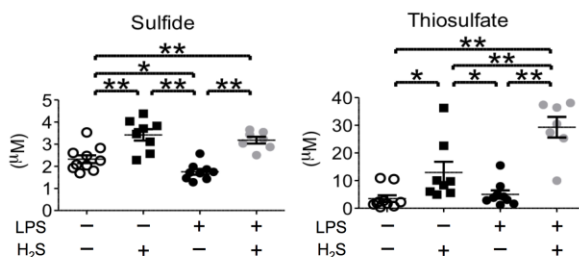 Sulfide Thiosulfate
** **
* **
** ** ** * * **
5 40
4 30
3 20
2 10
1 0
0
(μM) (μM)
LPS − − + + LPS − − + +
H₂S − + − + H₂S − + − +